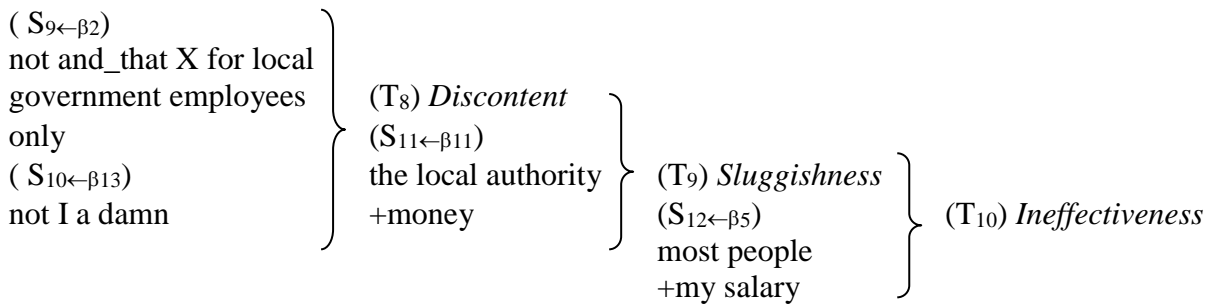 ( S₉←β2)
not and_that X for local
government employees
only
( S₁₀←β13)
not I a damn
(T₈) Discontent
(S₁₁←β11)
the local authority
+money
(T₉) Sluggishness
(S₁₂←β5)
most people
+my salary
(T₁₀) Ineffectiveness